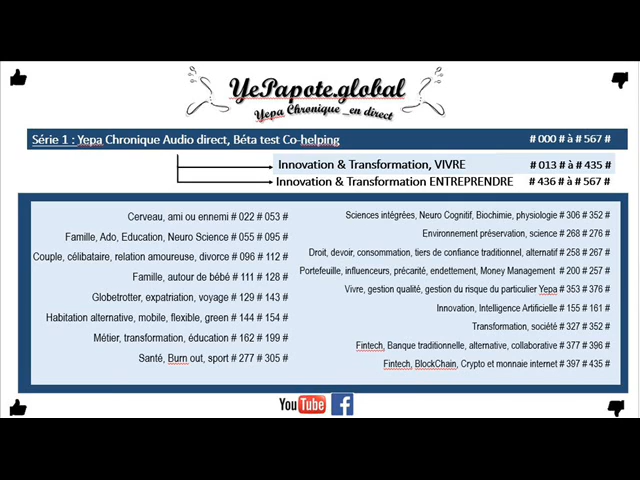 YePapote.global
Yepa Chronique _en direct
Série 1 : Yepa Chronique Audio direct, Béta test Co-helping # 000 # à # 567 #
Innovation & Transformation, VIVRE # 013 # à # 435 #
Innovation & Transformation ENTREPRENDRE # 436 # à # 567 #
Cerveau, ami ou ennemi # 022 # 053 #
Famille, Ado, Education, Neuro Science # 055 # 095 #
Couple, célibataire, relation amoureuse, divorce # 096 # 112 #
Famille, autour de bébé # 111 # 128 #
Globetrotter, expatriation, voyage # 129 # 143 #
Habitation alternative, mobile, flexible, green # 144 # 154 #
Métier, transformation, éducation # 162 # 199 #
Santé, Burn out, sport # 277 # 305 #
Sciences intégrées, Neuro Cognitif, Biochimie, physiologie # 306 # 352 #
Environnement préservation, science # 268 # 276 #
Droit, devoir, consommation, tiers de confiance traditionnel, alternatif # 258 # 267 #
Portefeuille, influenceurs, précarité, endettement, Money Management # 200 # 257 #
Vivre, gestion qualité, gestion du risque du particulier Yepa # 353 # 376 #
Innovation, Intelligence Artificielle # 155 # 161 #
Transformation, société # 327 # 352 #
Fintech, Banque traditionnelle, alternative, collaborative # 377 # 396 #
Fintech, BlockChain, Crypto et monnaie internet # 397 # 435 #
YouTube f